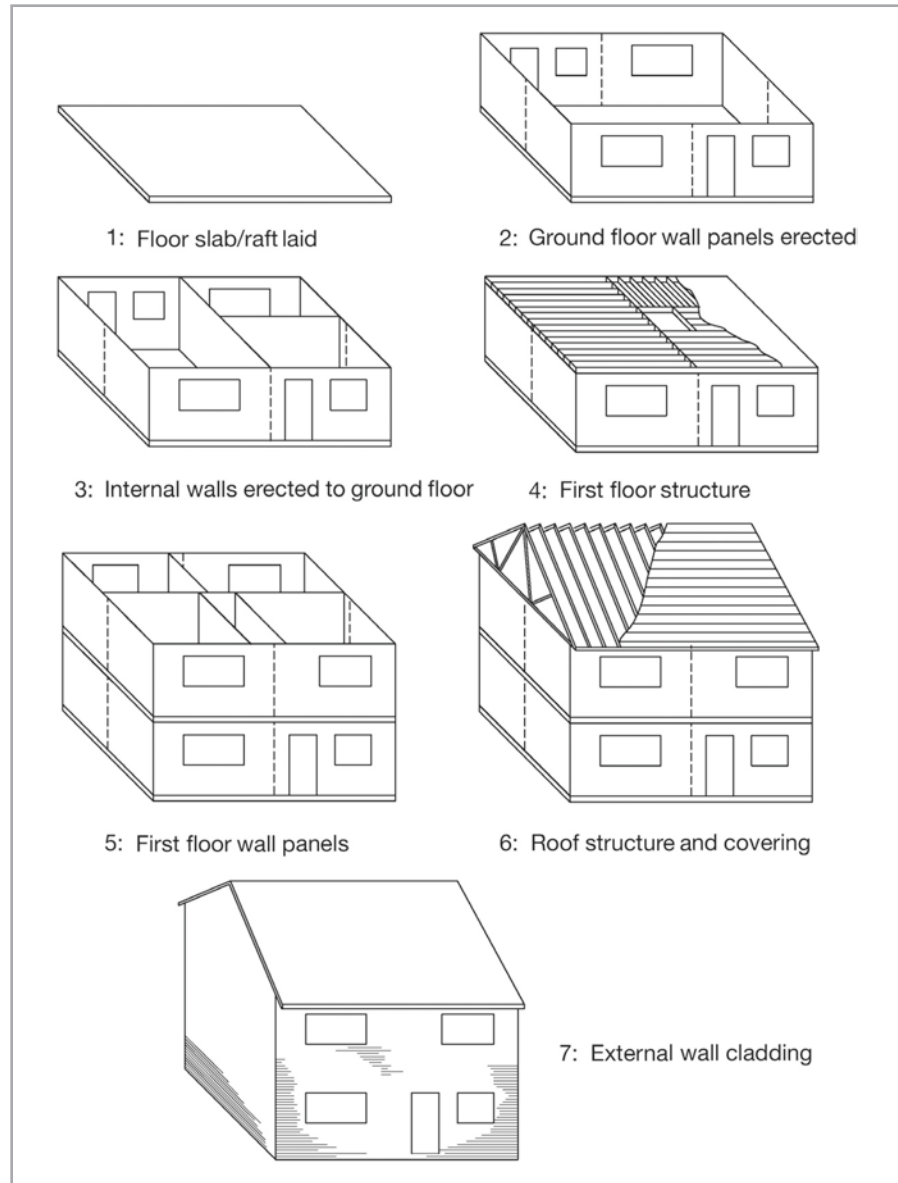 1: Floor slab/raft laid
2: Ground floor wall panels erected
3: Internal walls erected to ground floor
4: First floor structure
5: First floor wall panels
6: Roof structure and covering
7: External wall cladding